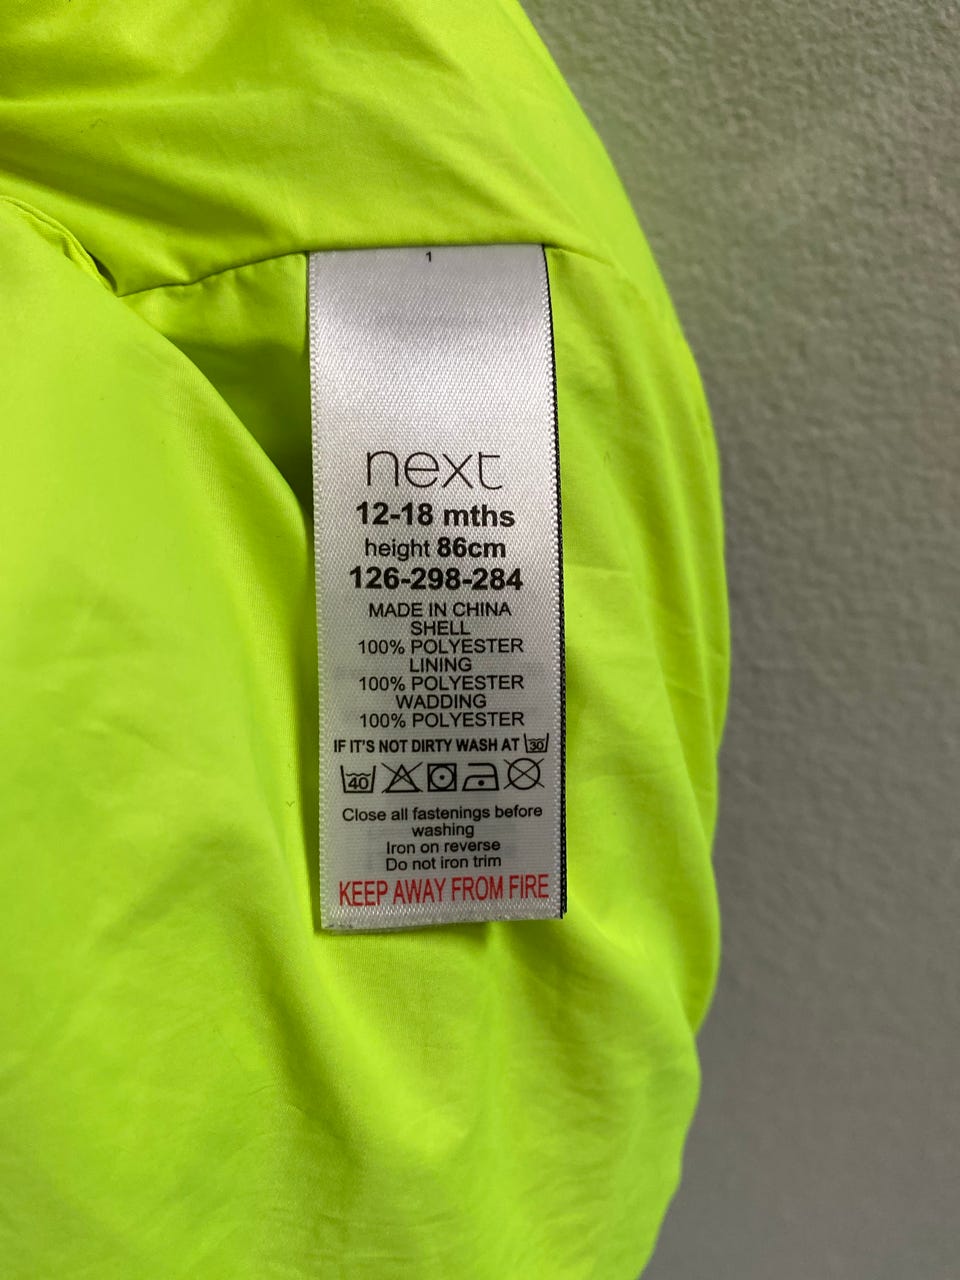 1
next
12-18 mths
height 86cm
126-298-284
MADE IN CHINA
SHELL
100% POLYESTER
LINING
100% POLYESTER
WADDING
100% POLYESTER
IF IT'S NOT DIRTY WASH AT 30
40
Close all fastenings before
washing
Iron on reverse
Do not iron trim
KEEP AWAY FROM FIRE